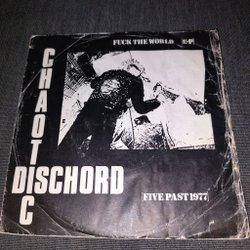 FUCK THE WORLD E.P
CHAOTIC
DISCHORD
FIVE PAST 1977